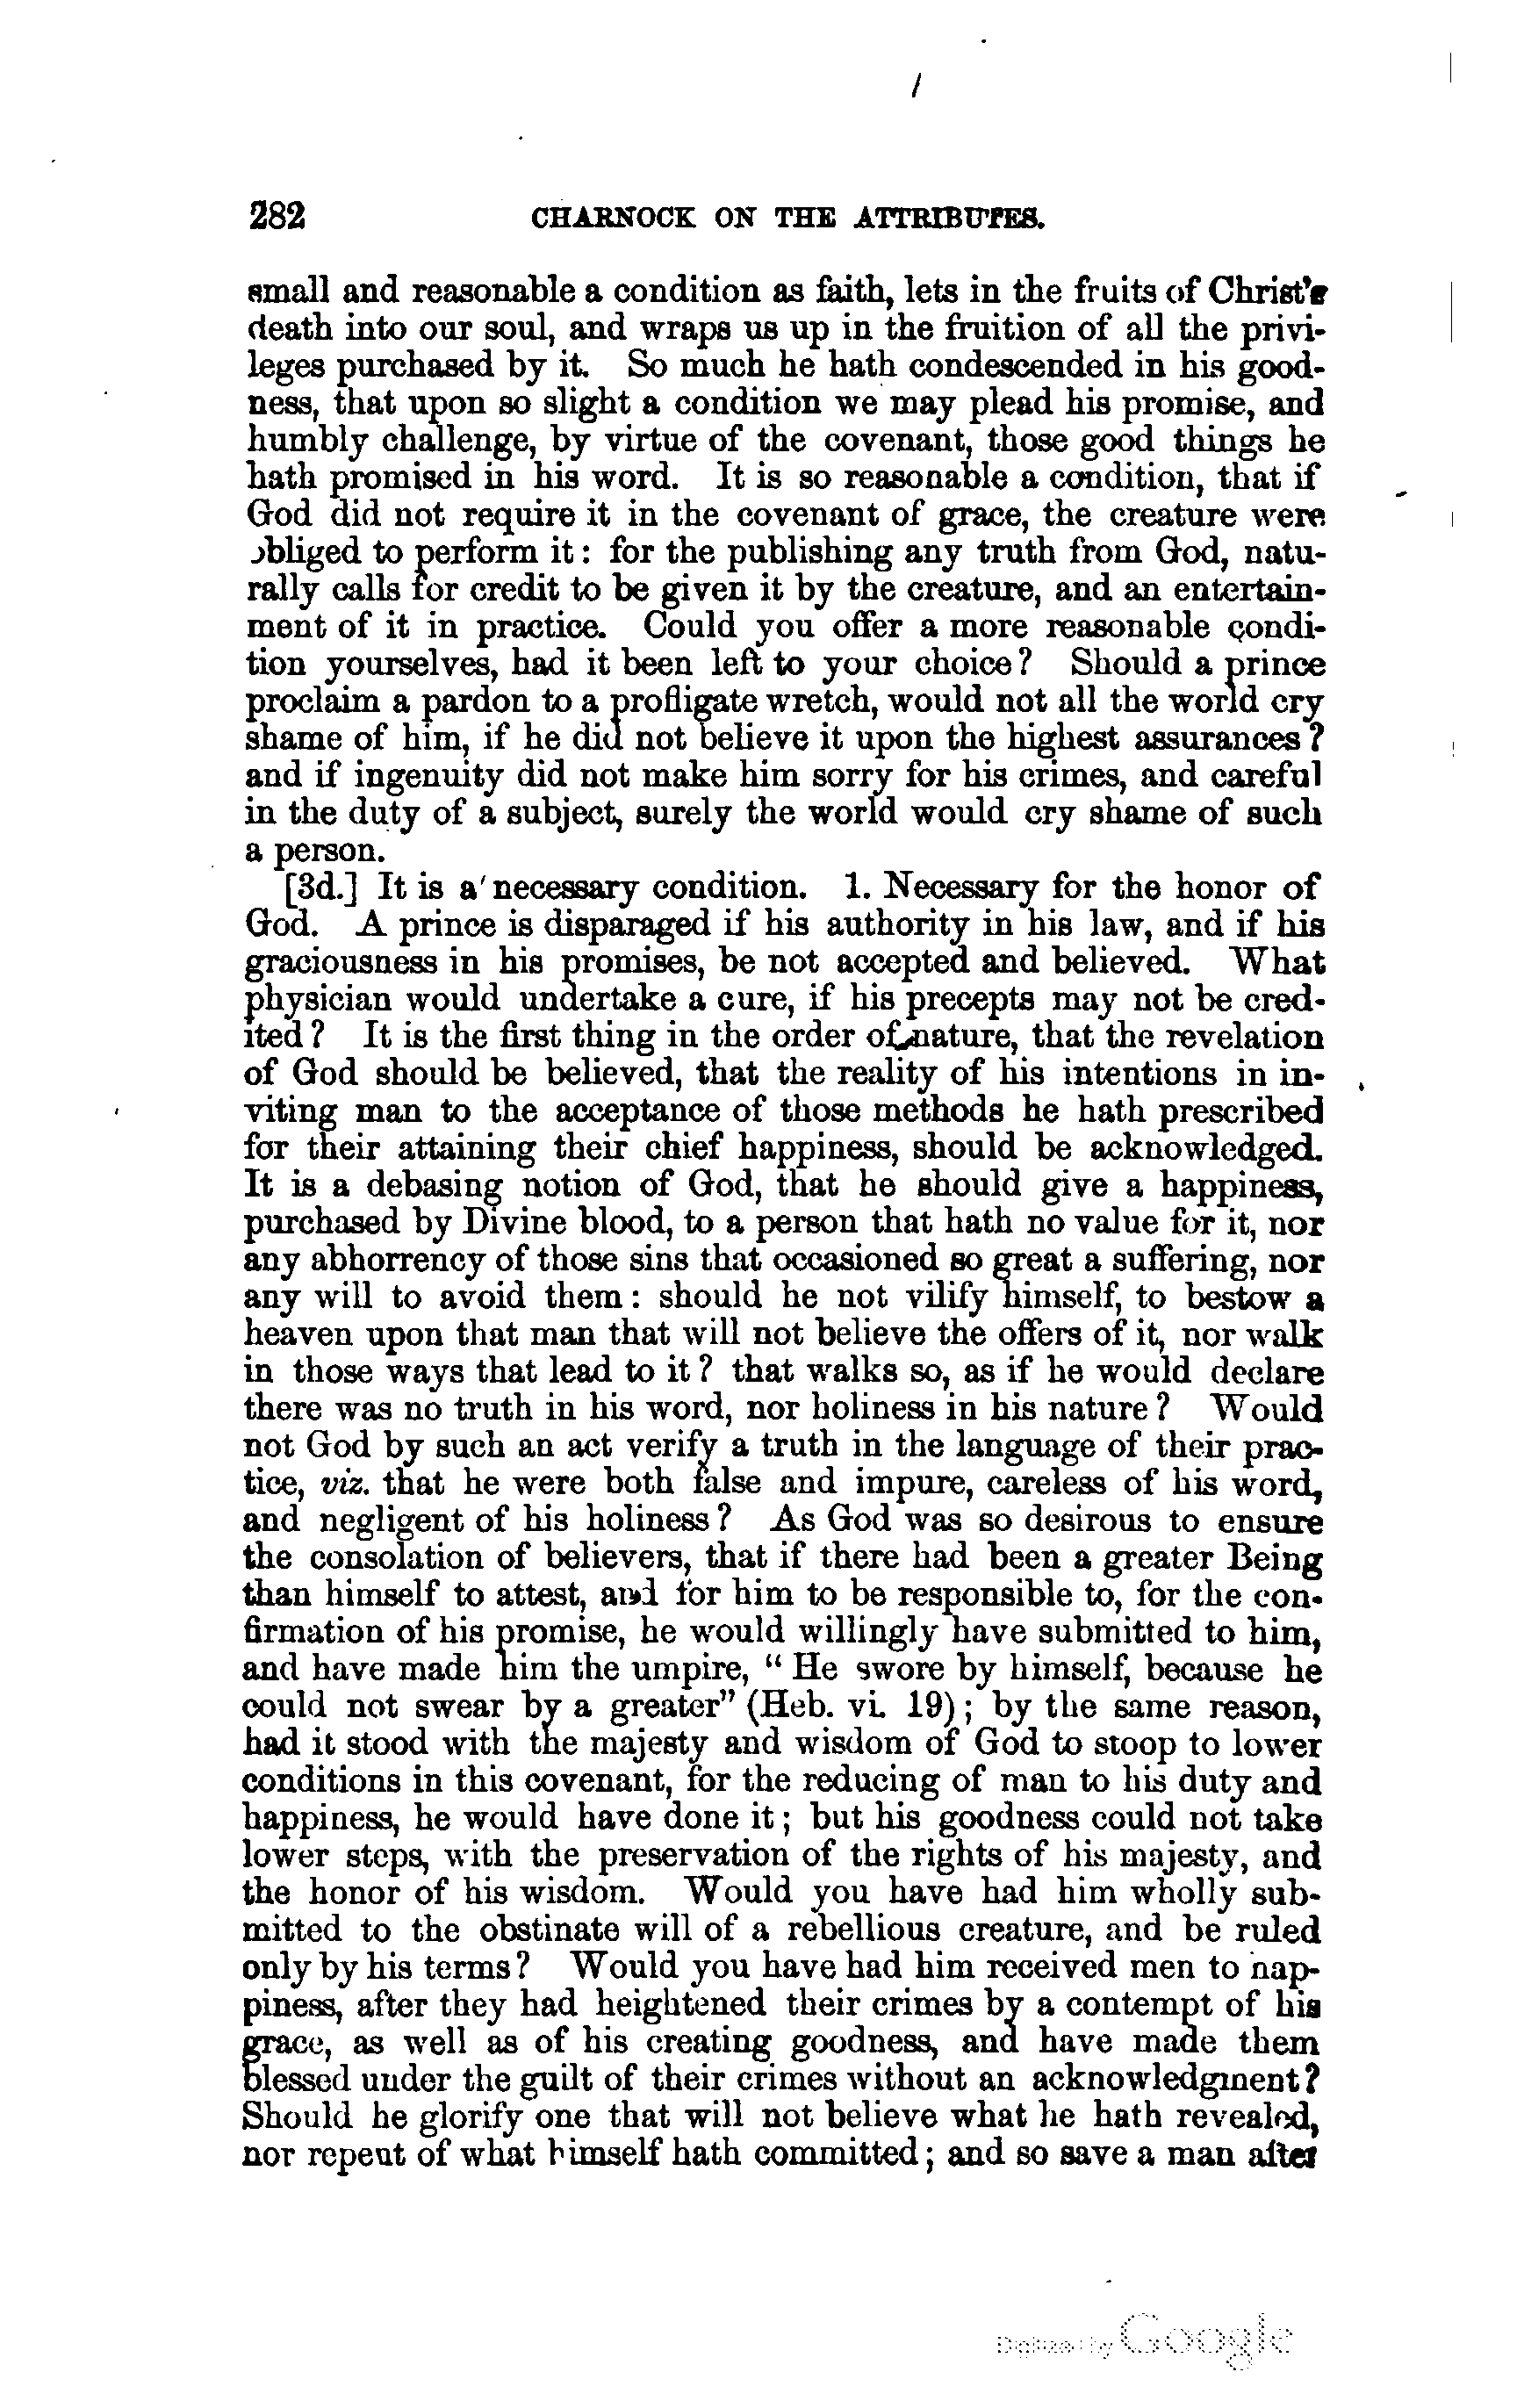 282 CHARNOCK ON THE ATTRIBUTES.
small and reasonable a condition as faith, lets in the fruits of Christ's
death into our soul, and wraps us up in the fruition of all the privi-
leges purchased by it. So much he hath condescended in his good-
ness, that upon so slight a condition we may plead his promise, and
humbly challenge, by virtue of the covenant, those good things he
hath promised in his word. It is so reasonable a condition, that if
God did not require it in the covenant of grace, the creature were
obliged to perform it: for the publishing any truth from God, natu-
rally calls for credit to be given it by the creature, and an entertain-
ment of it in practice. Could you offer a more reasonable condi-
tion yourselves, had it been left to your choice? Should a prince
proclaim a pardon to a profligate wretch, would not all the world cry
shame of him, if he did not believe it upon the highest assurances?
and if ingenuity did not make him sorry for his crimes, and careful
in the duty of a subject, surely the world would cry shame of such
a person.
[3d.] It is a necessary condition. 1. Necessary for the honor of
God. A prince is disparaged if his authority in his law, and if his
graciousness in his promises, be not accepted and believed. What
physician would undertake a cure, if his precepts may not be cred-
ited? It is the first thing in the order of nature, that the revelation
of God should be believed, that the reality of his intentions in in-
viting man to the acceptance of those methods he hath prescribed
for their attaining their chief happiness, should be acknowledged.
It is a debasing notion of God, that he should give a happiness,
purchased by Divine blood, to a person that hath no value for it, nor
any abhorrency of those sins that occasioned so great a suffering, nor
any will to avoid them: should he not vilify himself, to bestow a
heaven upon that man that will not believe the offers of it, nor walk
in those ways that lead to it? that walks so, as if he would declare
there was no truth in his word, nor holiness in his nature? Would
not God by such an act verify a truth in the language of their prac-
tice, viz. that he were both false and impure, careless of his word,
and negligent of his holiness? As God was so desirous to ensure
the consolation of believers, that if there had been a greater Being
than himself to attest, and for him to be responsible to, for the con-
firmation of his promise, he would willingly have submitted to him,
and have made him the umpire, "He swore by himself, because he
could not swear by a greater" (Heb. vi. 19); by the same reason,
had it stood with the majesty and wisdom of God to stoop to lower
conditions in this covenant, for the reducing of man to his duty and
happiness, he would have done it; but his goodness could not take
lower steps, with the preservation of the rights of his majesty, and
the honor of his wisdom. Would you have had him wholly sub-
mitted to the obstinate will of a rebellious creature, and be ruled
only by his terms? Would you have had him received men to hap-
piness, after they had heightened their crimes by a contempt of his
grace, as well as of his creating goodness, and have made them
blessed under the guilt of their crimes without an acknowledgment?
Should he glorify one that will not believe what he hath revealed,
nor repent of what himself hath committed; and so save a man after
Digitized by Google